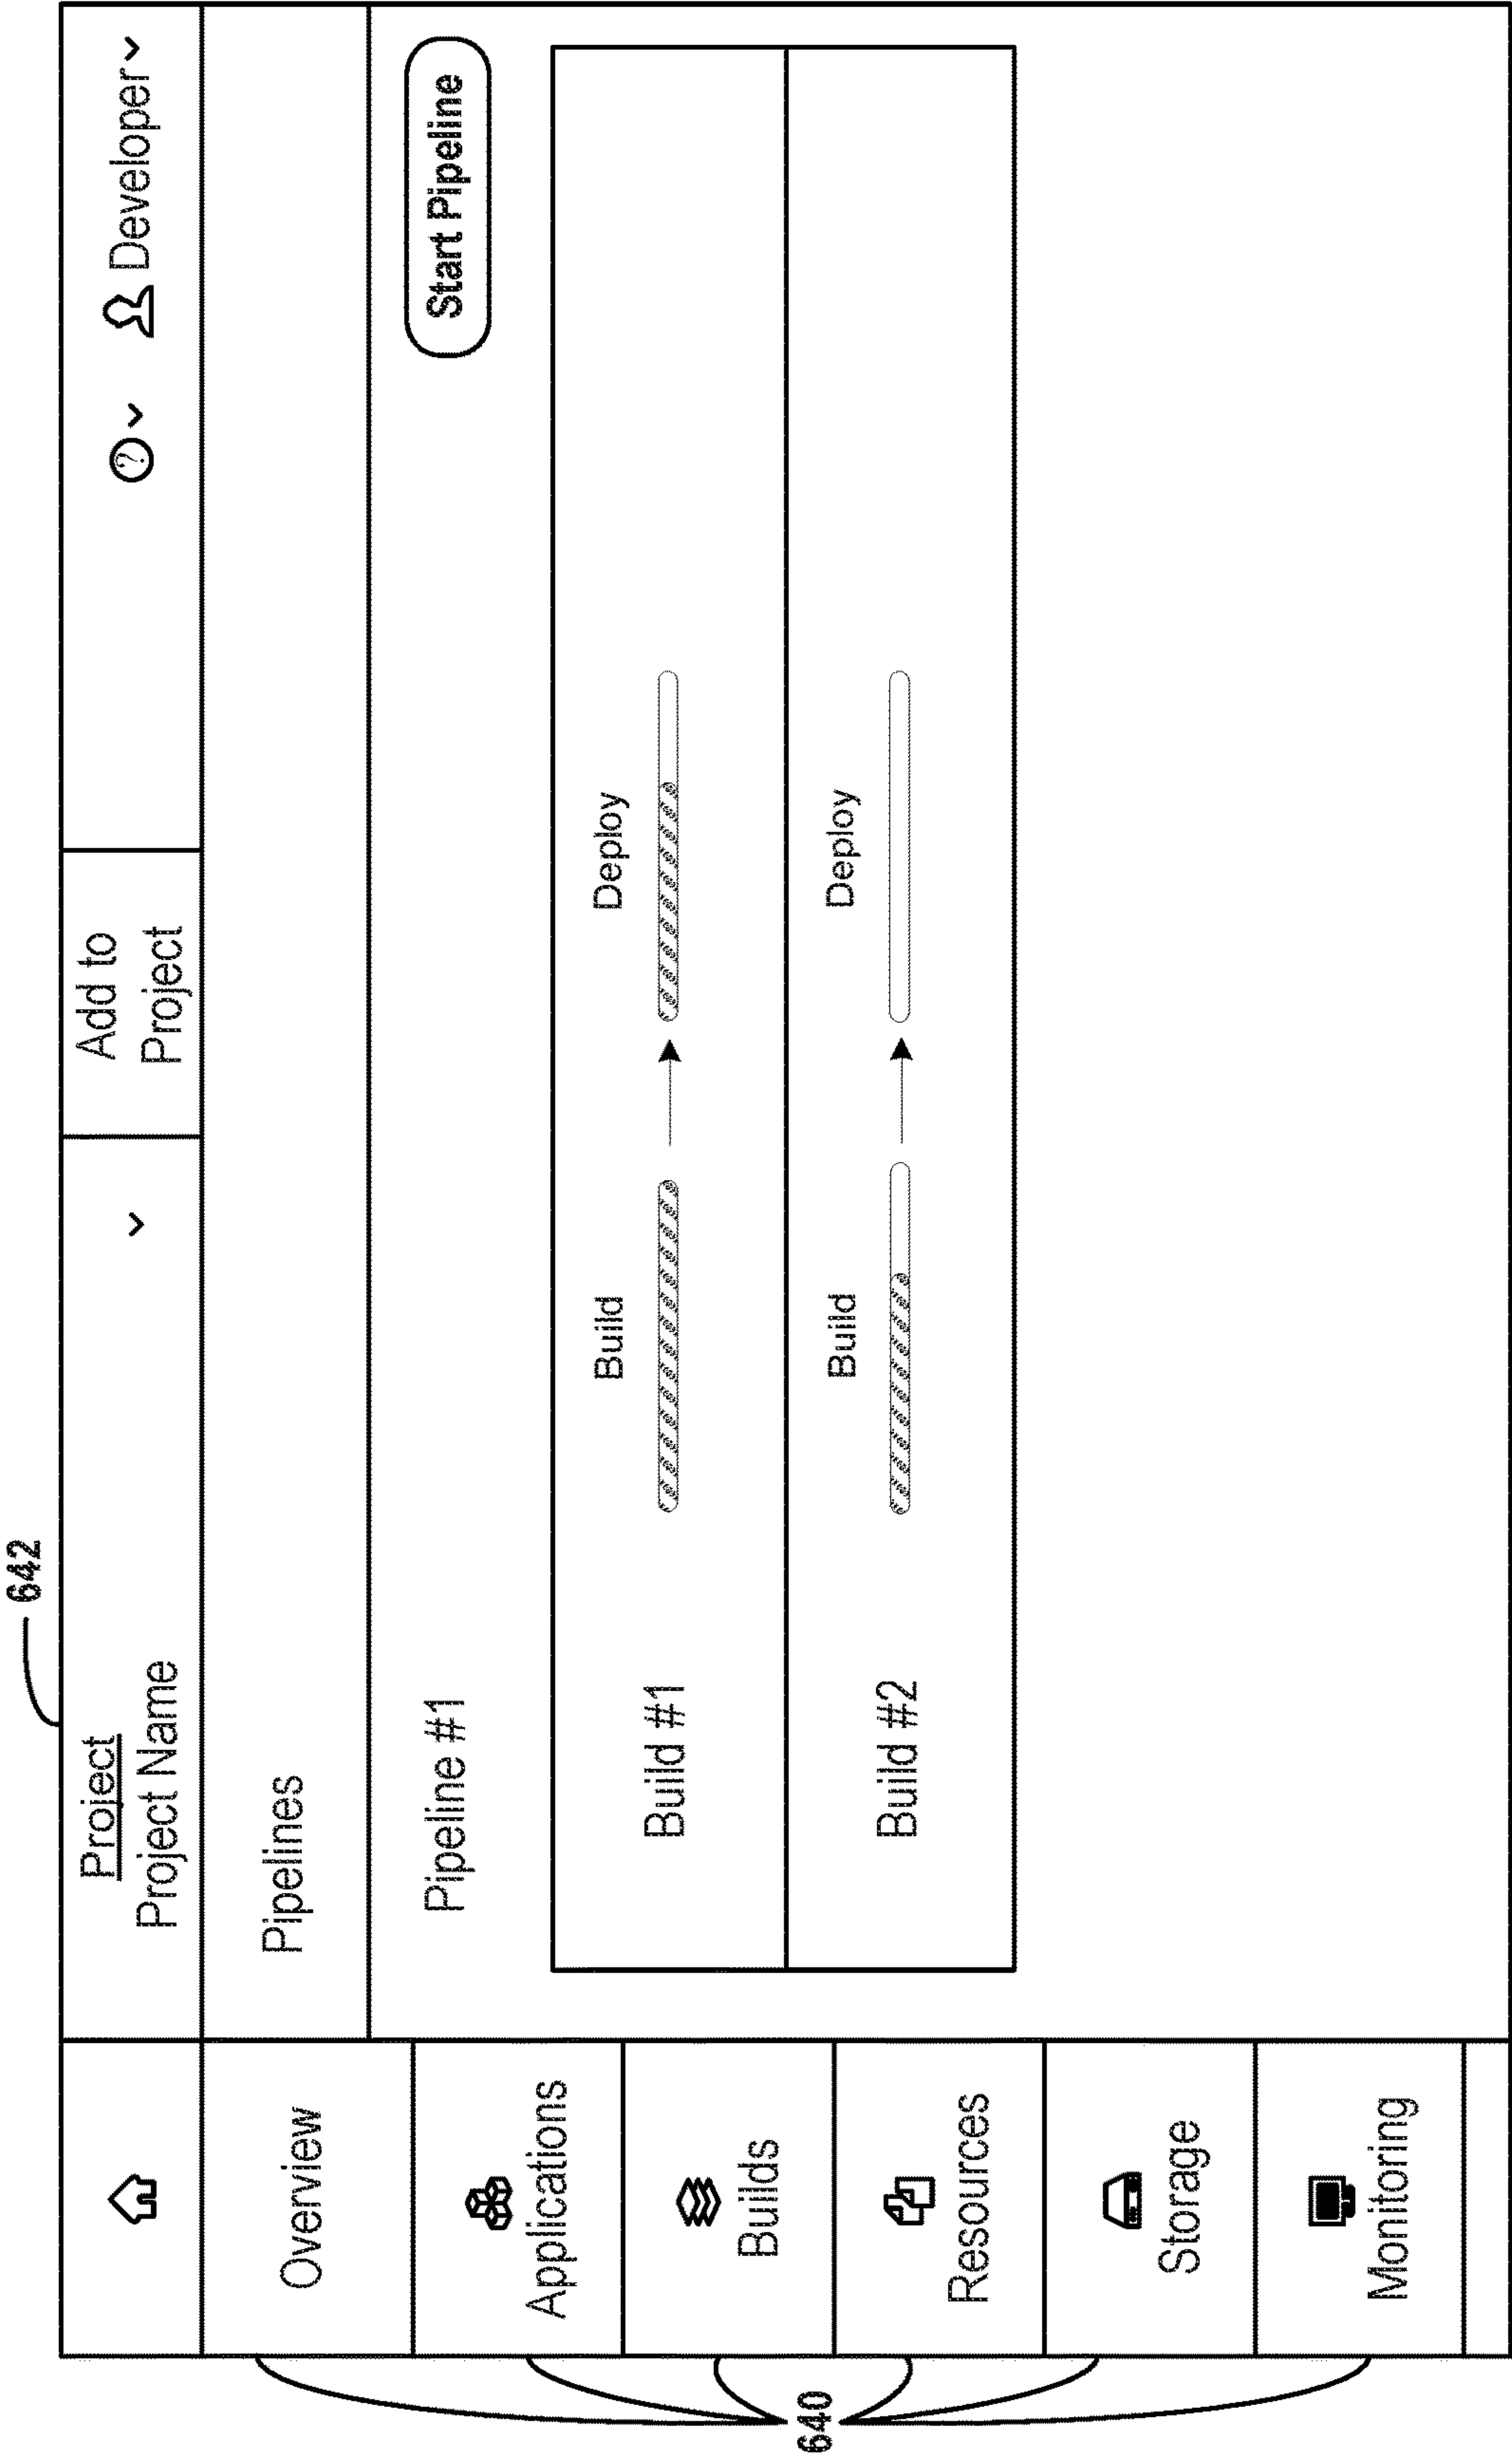 642
Project
Project Name
Add to
Project
?
Developer
Overview
Applications
Builds
Resources
Storage
Monitoring
640
Pipelines
Pipeline #1
Start Pipeline
Build #1
Build
Deploy
Build #2
Build
Deploy